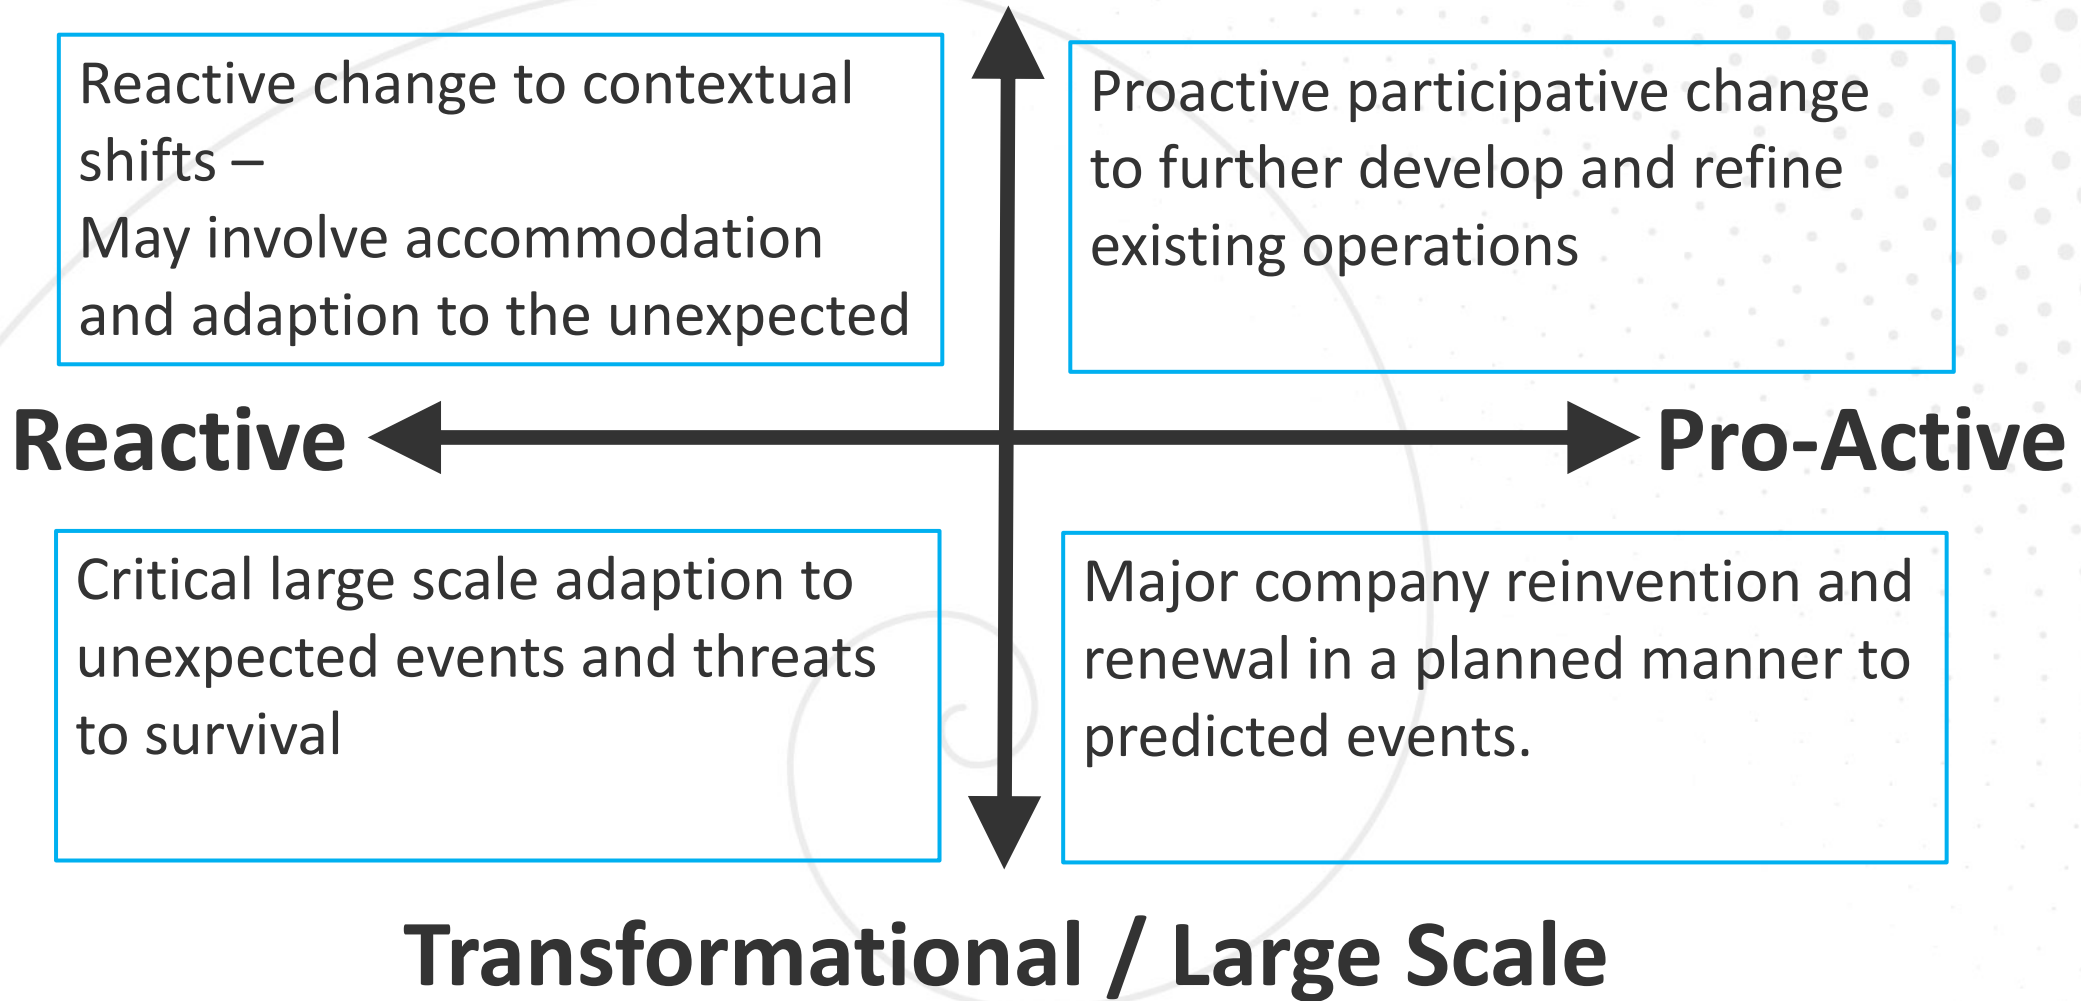 Reactive change to contextual
shifts –
May involve accommodation
and adaption to the unexpected
Proactive participative change
to further develop and refine
existing operations
Reactive
Pro-Active
Critical large scale adaption to
unexpected events and threats
to survival
Major company reinvention and
renewal in a planned manner to
predicted events.
Transformational / Large Scale